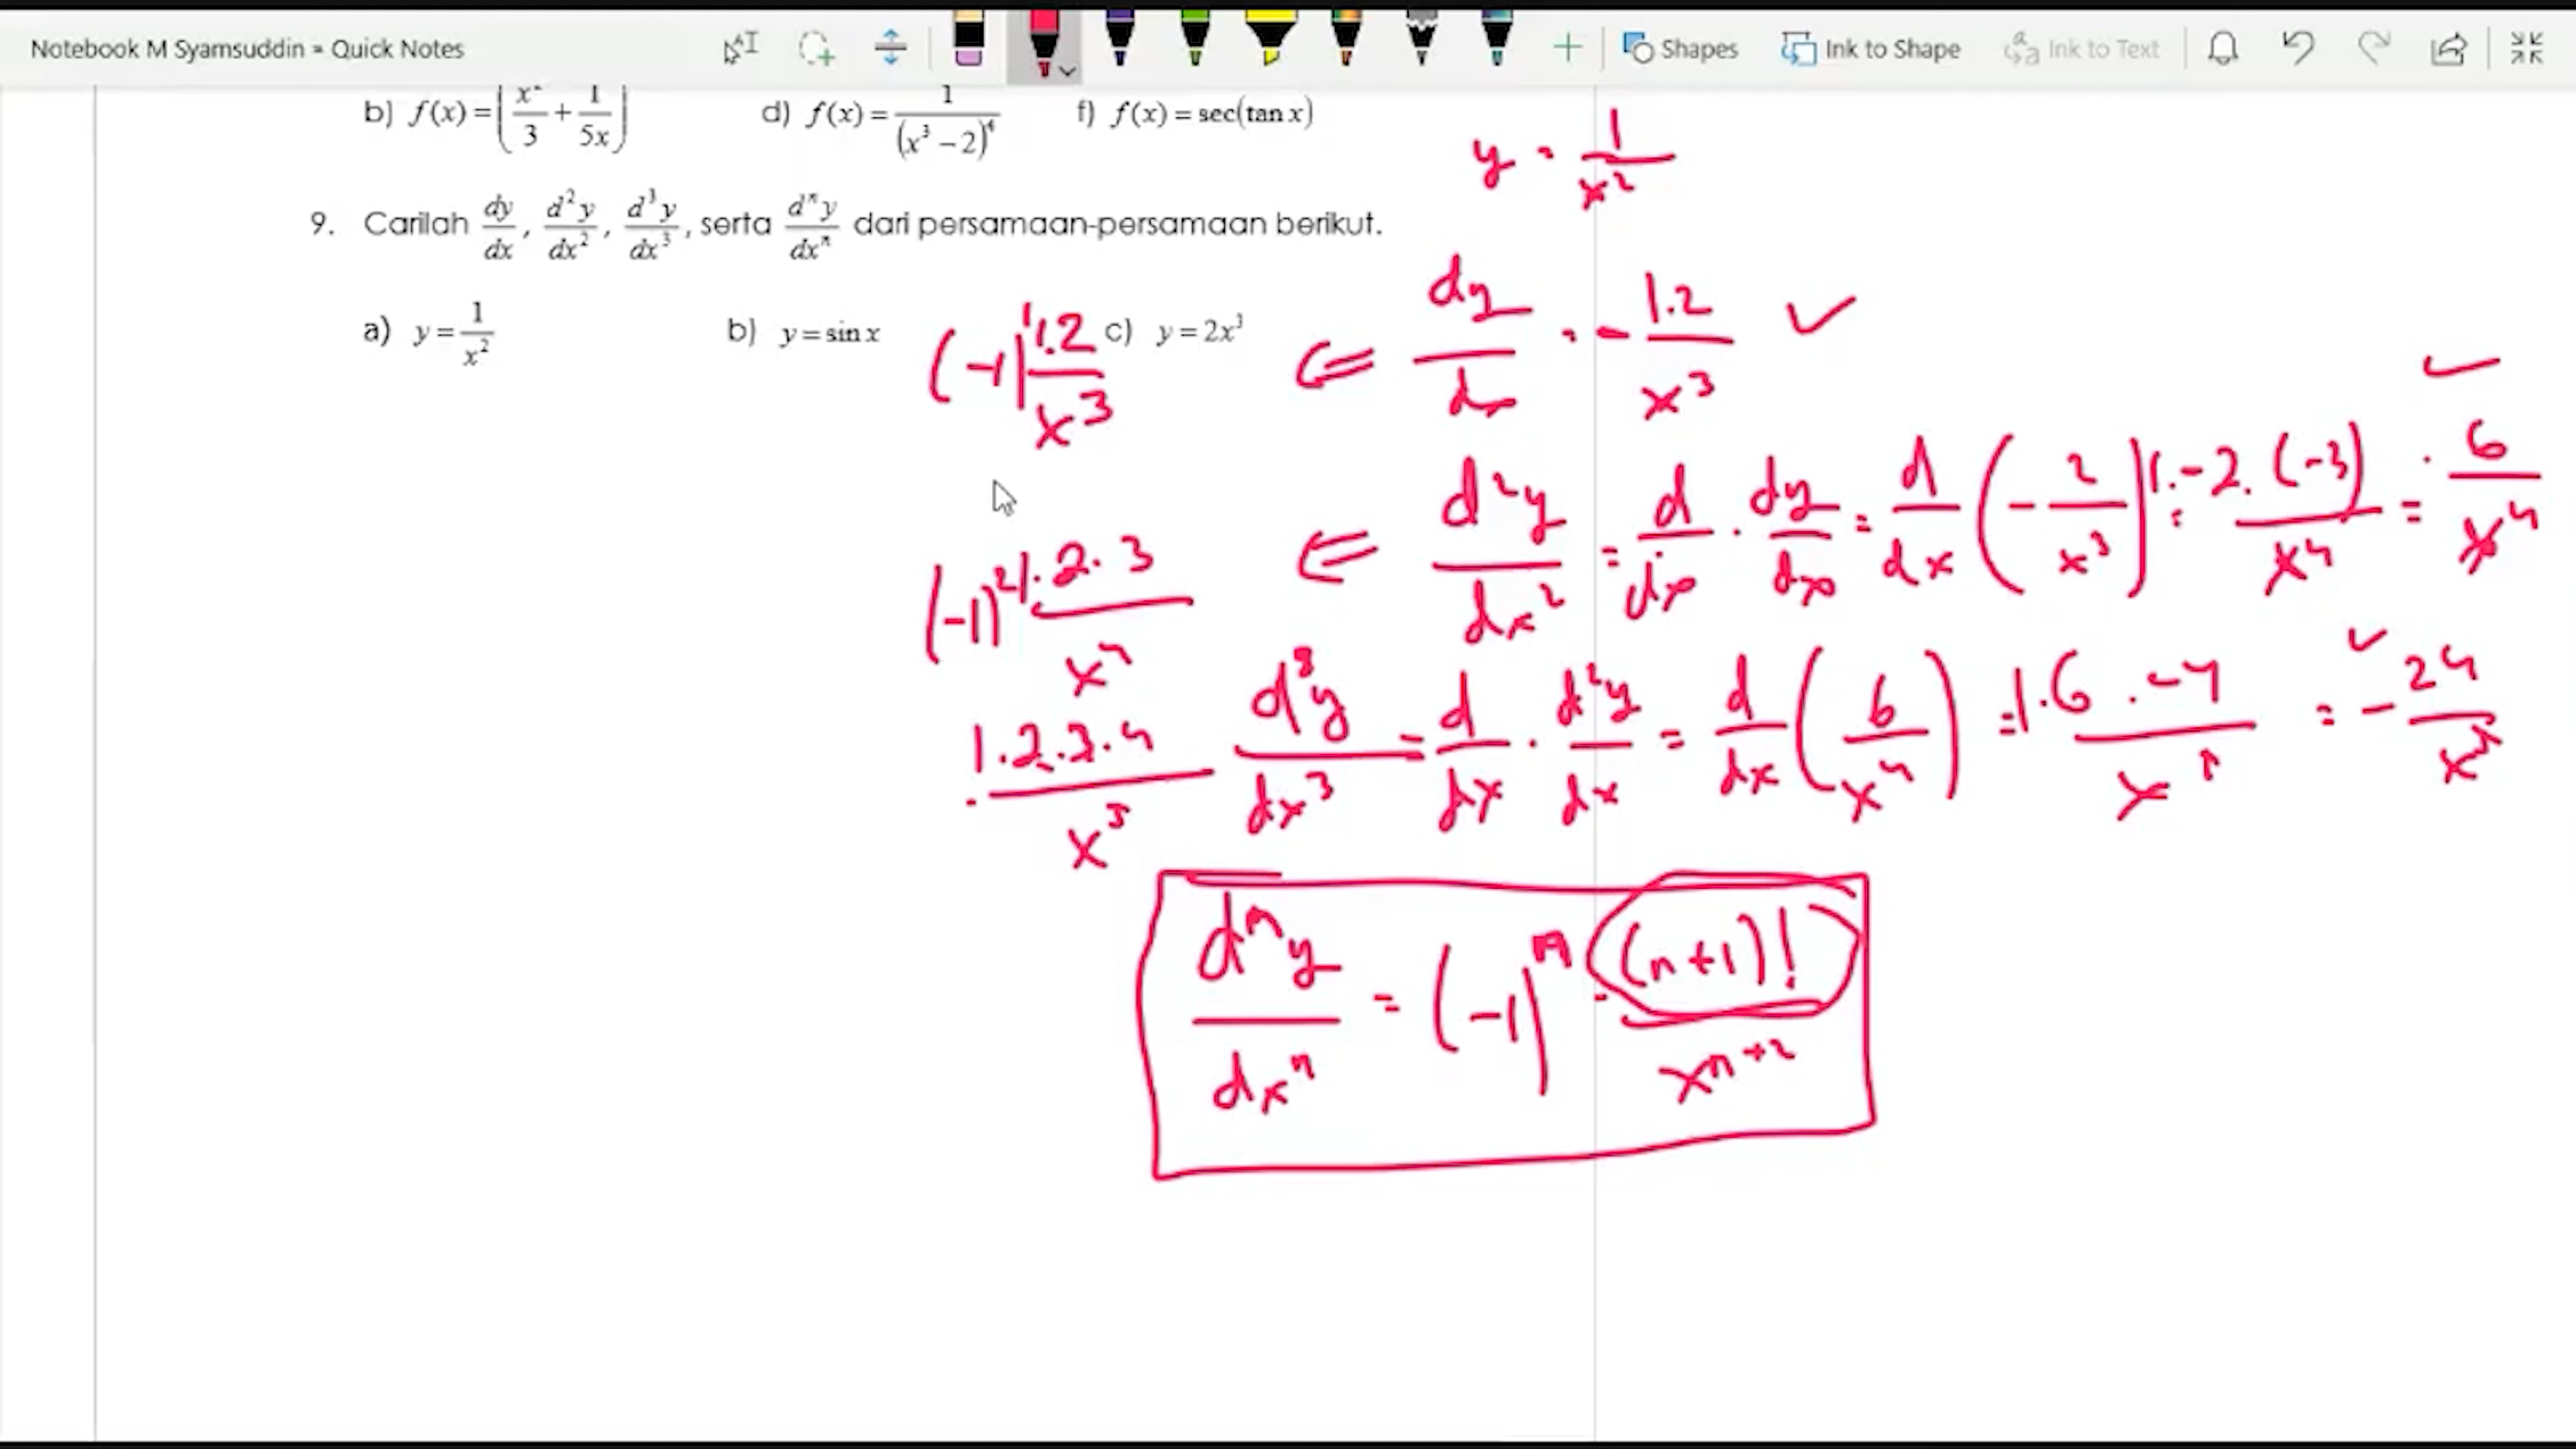 Notebook M Syamsuddin » Quick Notes
Shapes Ink to Shape Ink to Text
b) f(x) = (x²/3 + 1/5x) d) f(x) = 1/(x³ − 2)⁴ f) f(x) = sec(tan x)
y = 1/x²
9. Carilah dy/dx, d²y/dx², d³y/dx³, serta dⁿy/dxⁿ dari persamaan-persamaan berikut.
a) y = 1/x² b) y = sin x c) y = 2x³
(-1)¹ 1.2/x³ ⇐ dy/dx = - 1.2/x³ ✓
(-1)² 1.2.3/x⁴ ⇐ d²y/dx² = d/dx . dy/dx = d/dx (- 2/x³) = 1.-2.(-3)/x⁴ = 6/x⁴ ✓
1.2.3.4/x³ d³y/dx³ = d/dx . d²y/dx = d/dx (6/x⁴) = 1.6.-4/x⁵ = - 24/x⁵ ✓
dⁿy/dxⁿ = (-1)ⁿ . (n+1)!/xⁿ⁺²